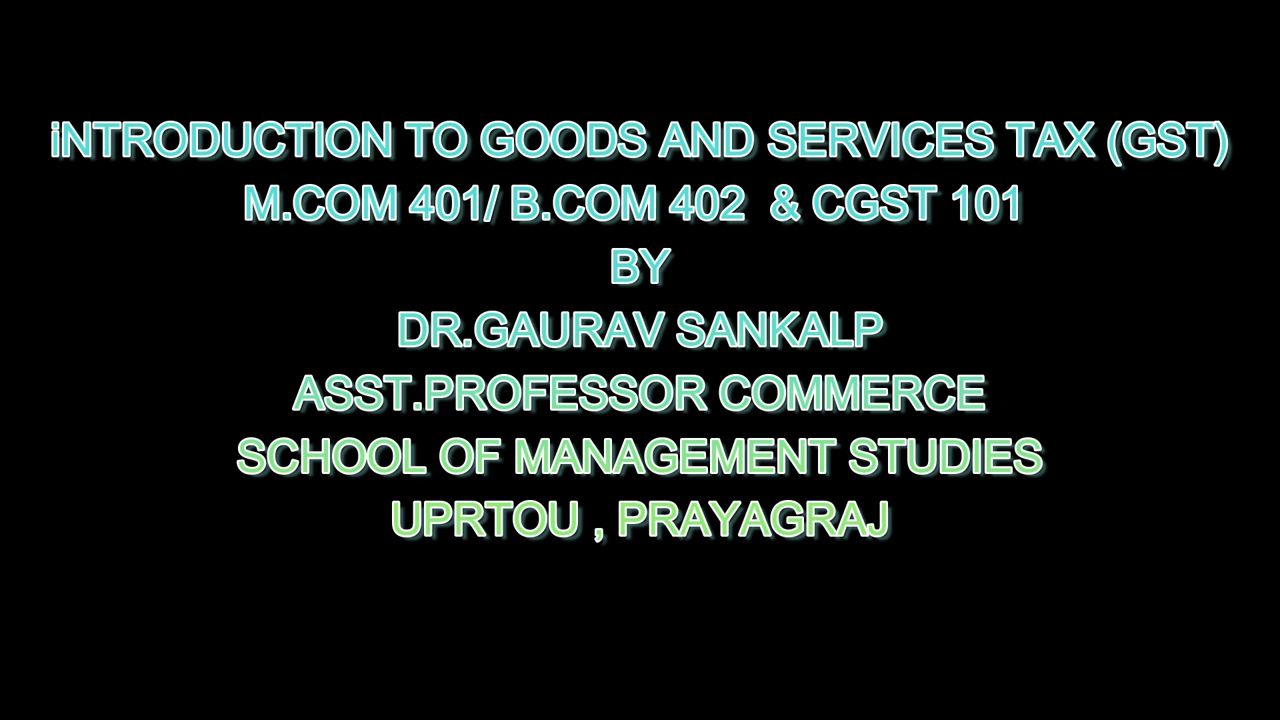 iNTRODUCTION TO GOODS AND SERVICES TAX (GST)
M.COM 401/ B.COM 402 & CGST 101
BY
DR.GAURAV SANKALP
ASST.PROFESSOR COMMERCE
SCHOOL OF MANAGEMENT STUDIES
UPRTOU , PRAYAGRAJ